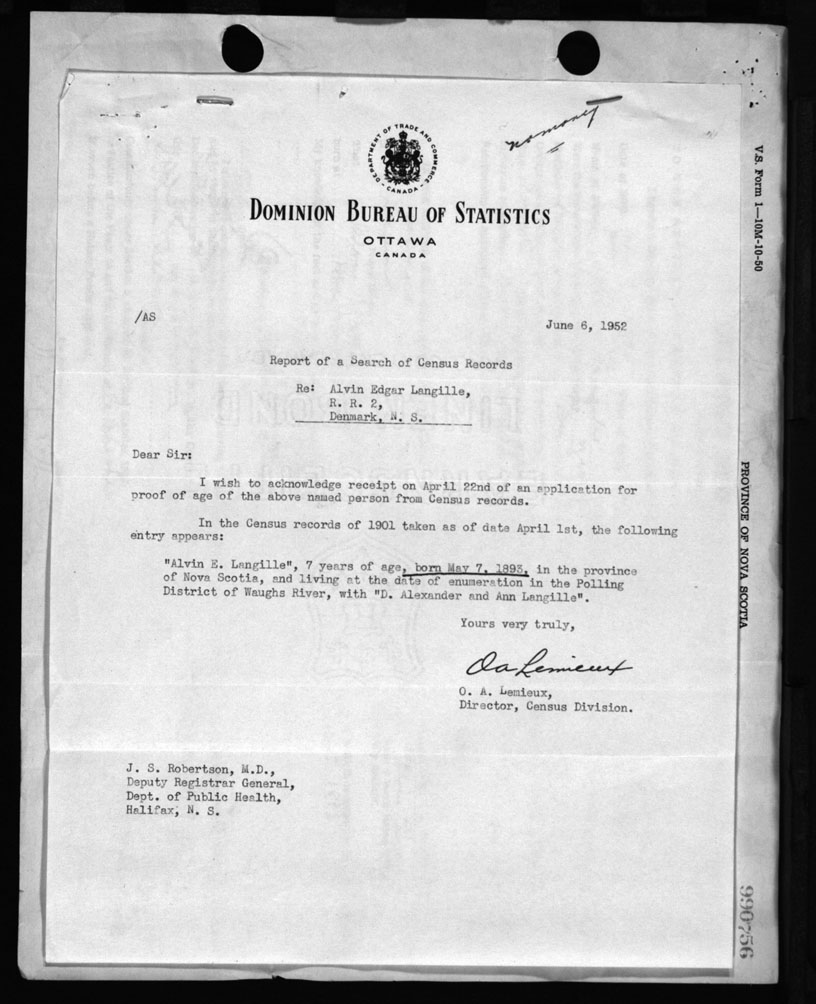 no money
DEPARTMENT OF TRADE AND COMMERCE
CANADA
DOMINION BUREAU OF STATISTICS
OTTAWA
CANADA
/AS
June 6, 1952
Report of a Search of Census Records
Re: Alvin Edgar Langille,
R. R. 2,
Denmark, N. S.
Dear Sir:
I wish to acknowledge receipt on April 22nd of an application for
proof of age of the above named person from Census records.
In the Census records of 1901 taken as of date April 1st, the following
entry appears:
"Alvin E. Langille", 7 years of age, born May 7, 1893, in the province
of Nova Scotia, and living at the date of enumeration in the Polling
District of Waughs River, with "D. Alexander and Ann Langille".
Yours very truly,
OA Lemieux
O. A. Lemieux,
Director, Census Division.
J. S. Robertson, M.D.,
Deputy Registrar General,
Dept. of Public Health,
Halifax, N. S.
V.S. Form 1—10M-10-50
PROVINCE OF NOVA SCOTIA
990756